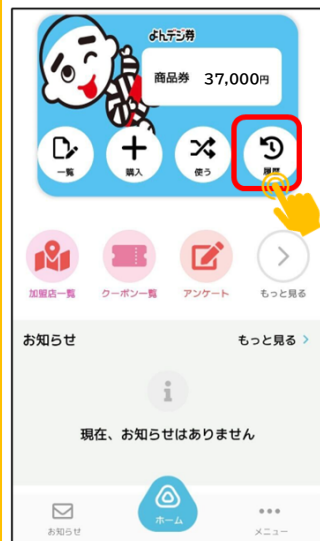 よんデジ券
商品券 37,000円
一覧 購入 使う 履歴
加盟店一覧 クーポン一覧 アンケート もっと見る
お知らせ もっと見る
現在、お知らせはありません
お知らせ ホーム メニュー